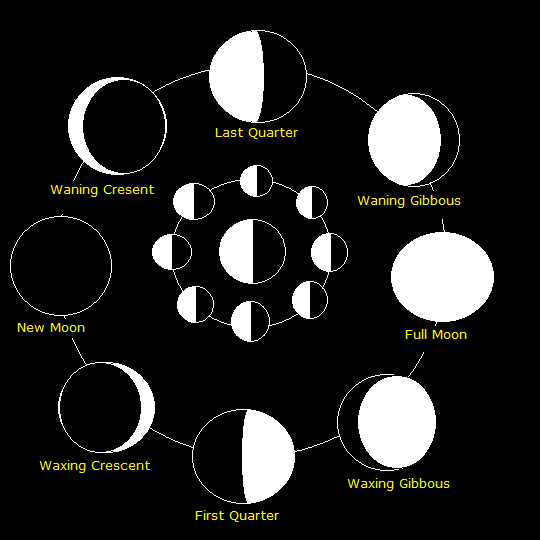 Last Quarter
Waning Cresent
Waning Gibbous
New Moon
Full Moon
Waxing Crescent
Waxing Gibbous
First Quarter